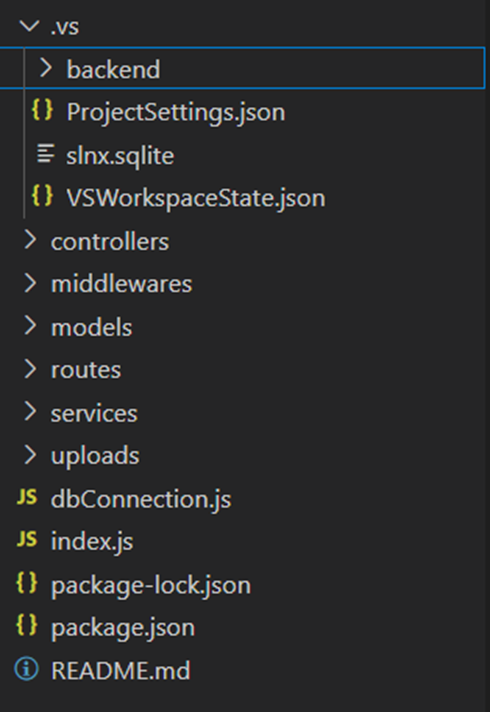 .vs
backend
{} ProjectSettings.json
slnx.sqlite
{} VSWorkspaceState.json
controllers
middlewares
models
routes
services
uploads
JS dbConnection.js
JS index.js
{} package-lock.json
{} package.json
README.md